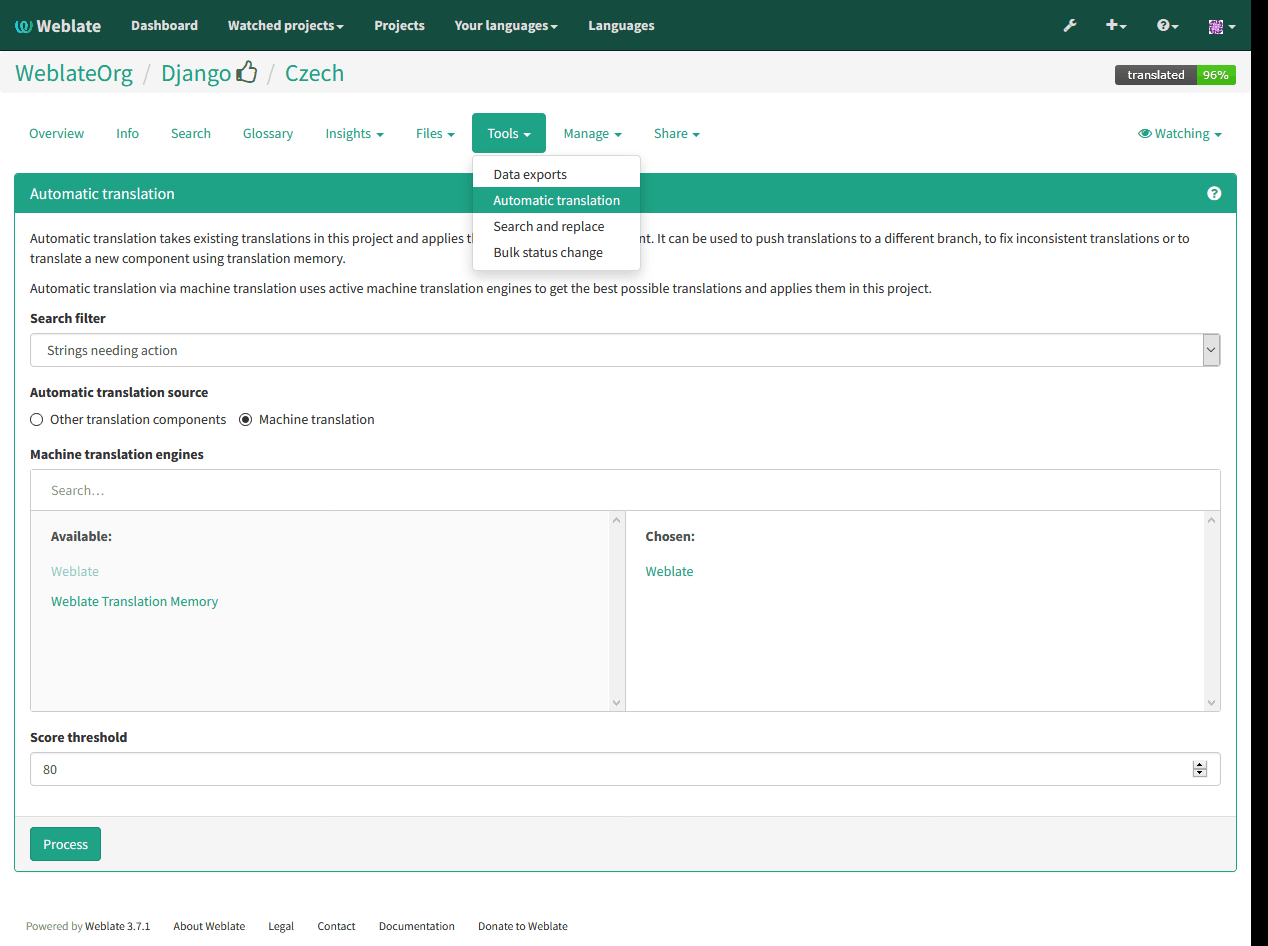 Weblate Dashboard Watched projects Projects Your languages Languages
WeblateOrg / Django / Czech translated 96%
Overview Info Search Glossary Insights Files Tools Manage Share Watching
Data exports
Automatic translation
Search and replace
Bulk status change
Automatic translation
Automatic translation takes existing translations in this project and applies nt. It can be used to push translations to a different branch, to fix inconsistent translations or to
translate a new component using translation memory.
Automatic translation via machine translation uses active machine translation engines to get the best possible translations and applies them in this project.
Search filter
Strings needing action
Automatic translation source
Other translation components Machine translation
Machine translation engines
Search…
Available: Chosen:
Weblate Weblate
Weblate Translation Memory
Score threshold
80
Process
Powered by Weblate 3.7.1 About Weblate Legal Contact Documentation Donate to Weblate